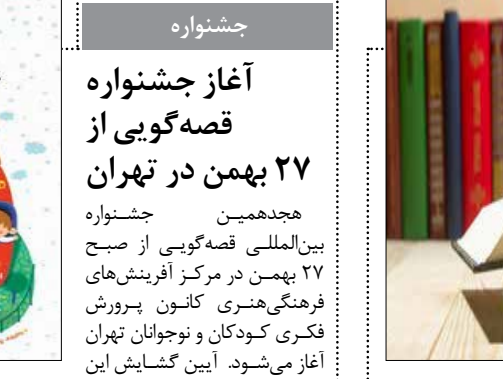 جشنواره
آغاز جشنواره
قصه‌گویی از
۲۷ بهمن در تهران
هجدهمین جشنواره
بین‌المللی قصه‌گویی از صبح
۲۷ بهمن در مرکز آفرینش‌های
فرهنگی‌هنری کانون پرورش
فکری کودکان و نوجوانان تهران
آغاز می‌شود. آیین گشایش این